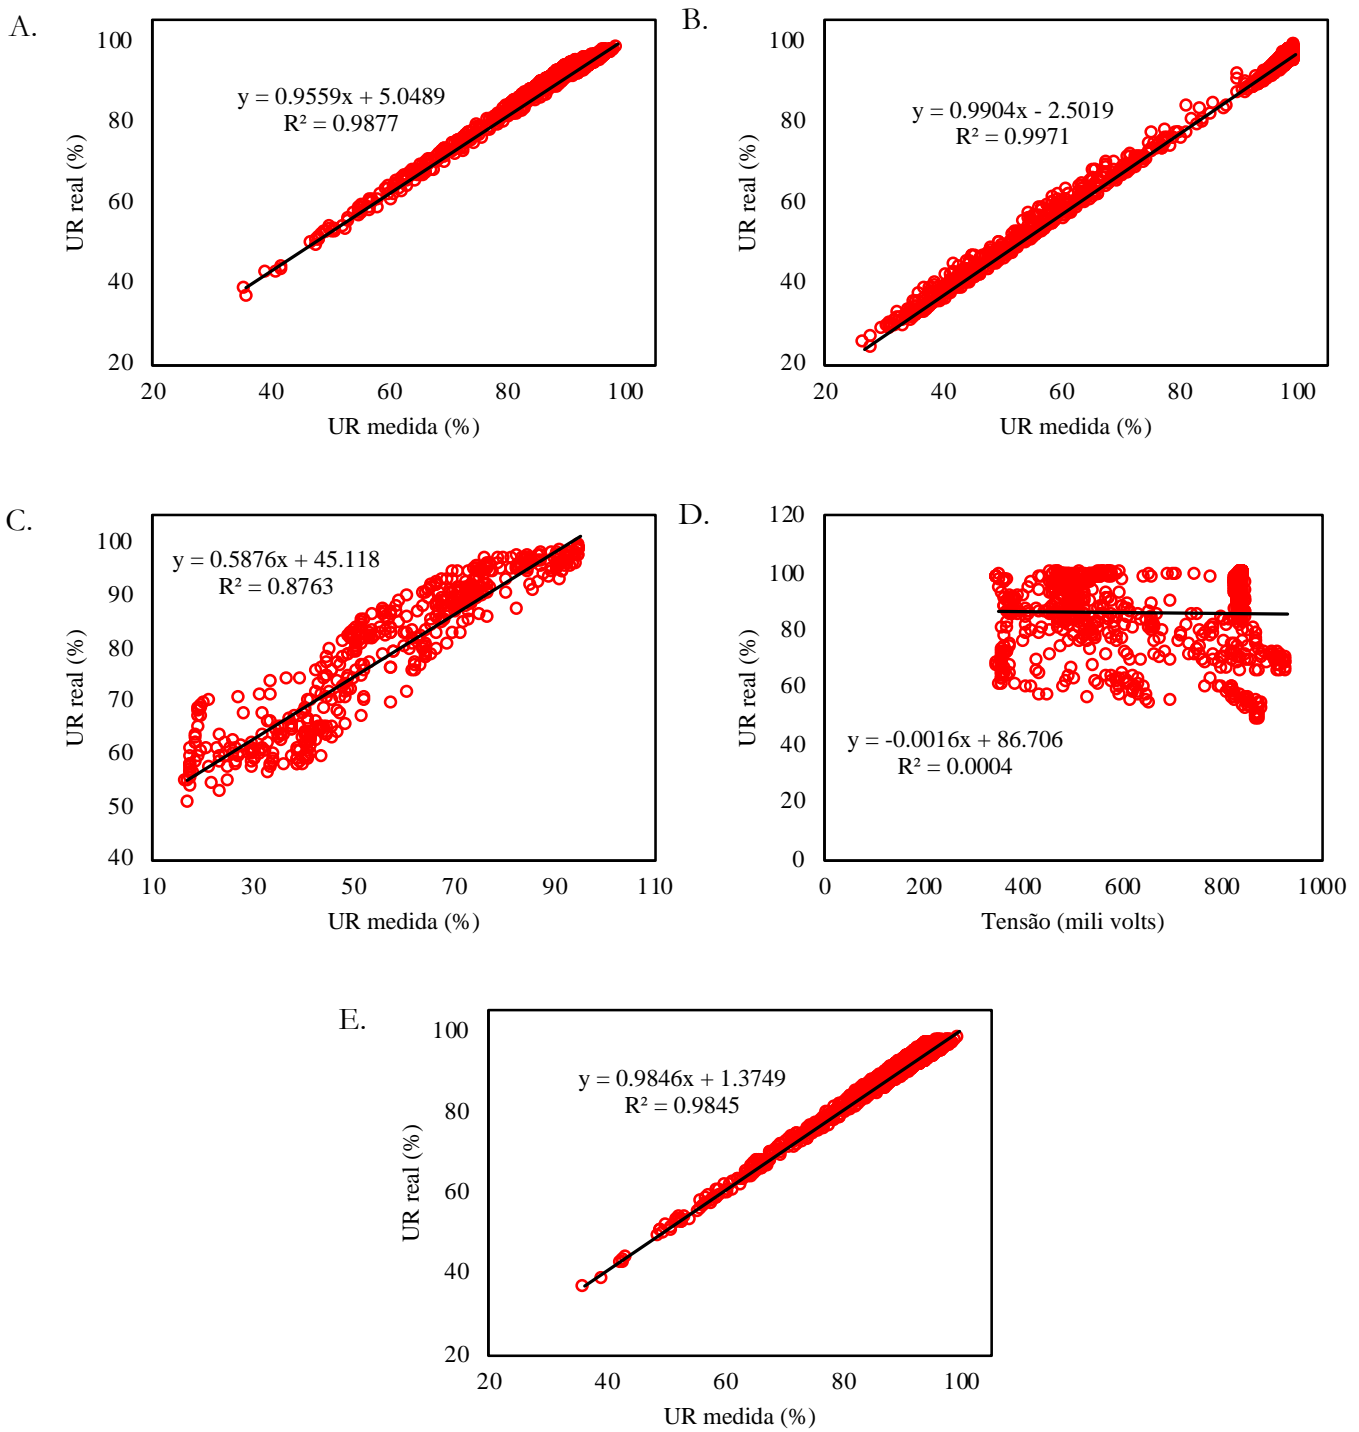 A.
100
80
60
40
20
UR real (%)
y = 0.9559x + 5.0489
R² = 0.9877
20 40 60 80 100
UR medida (%)
B.
100
80
60
40
20
UR real (%)
y = 0.9904x - 2.5019
R² = 0.9971
20 40 60 80 100
UR medida (%)
C.
100
90
80
70
60
50
40
UR real (%)
y = 0.5876x + 45.118
R² = 0.8763
10 30 50 70 90 110
UR medida (%)
D.
120
100
80
60
40
20
0
UR real (%)
y = -0.0016x + 86.706
R² = 0.0004
0 200 400 600 800 1000
Tensão (mili volts)
E.
100
80
60
40
20
UR real (%)
y = 0.9846x + 1.3749
R² = 0.9845
20 40 60 80 100
UR medida (%)